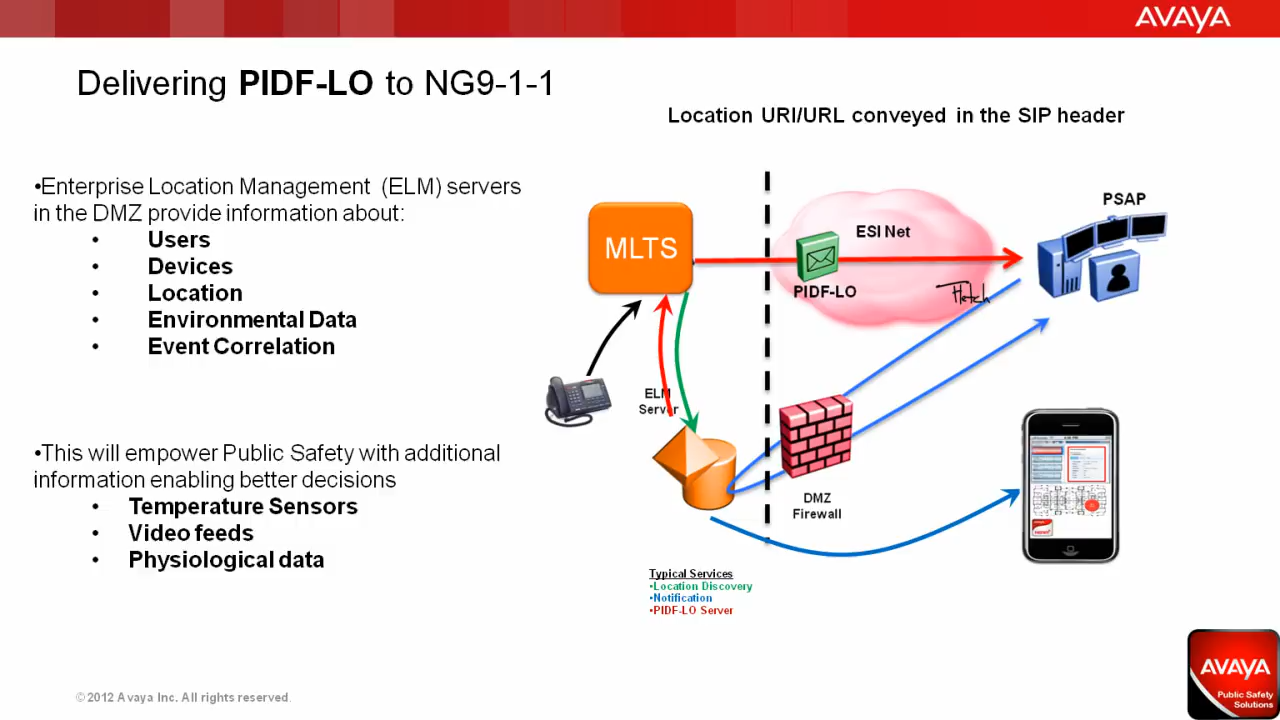 AVAYA
Delivering PIDF-LO to NG9-1-1
Location URI/URL conveyed in the SIP header
•Enterprise Location Management (ELM) servers
in the DMZ provide information about:
• Users
• Devices
• Location
• Environmental Data
• Event Correlation
•This will empower Public Safety with additional
information enabling better decisions
• Temperature Sensors
• Video feeds
• Physiological data
MLTS
ESI Net
PIDF-LO
Fletch
PSAP
ELM
Server
DMZ
Firewall
Typical Services
•Location Discovery
•Notification
•PIDF-LO Server
© 2012 Avaya Inc. All rights reserved.
AVAYA
Public Safety
Solutions